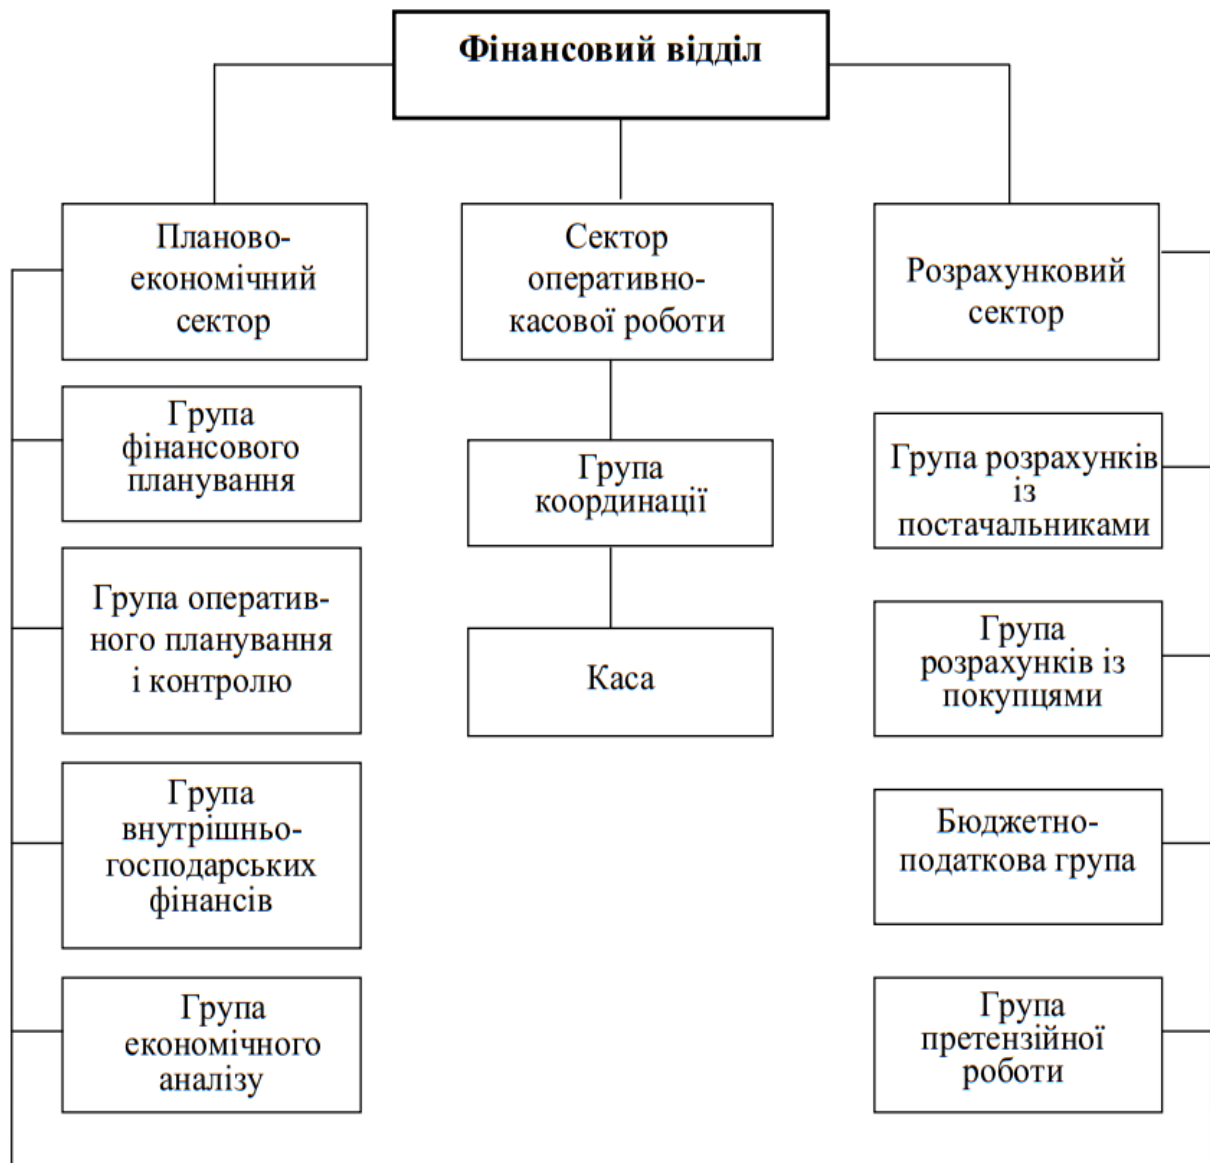 Фінансовий відділ
Планово-
економічний
сектор
Сектор
оперативно-
касової роботи
Розрахунковий
сектор
Група
фінансового
планування
Група
координації
Група розрахунків
із
постачальниками
Група оператив-
ного планування
і контролю
Каса
Група
розрахунків із
покупцями
Група
внутрішньо-
господарських
фінансів
Бюджетно-
податкова група
Група
економічного
аналізу
Група
претензійної
роботи